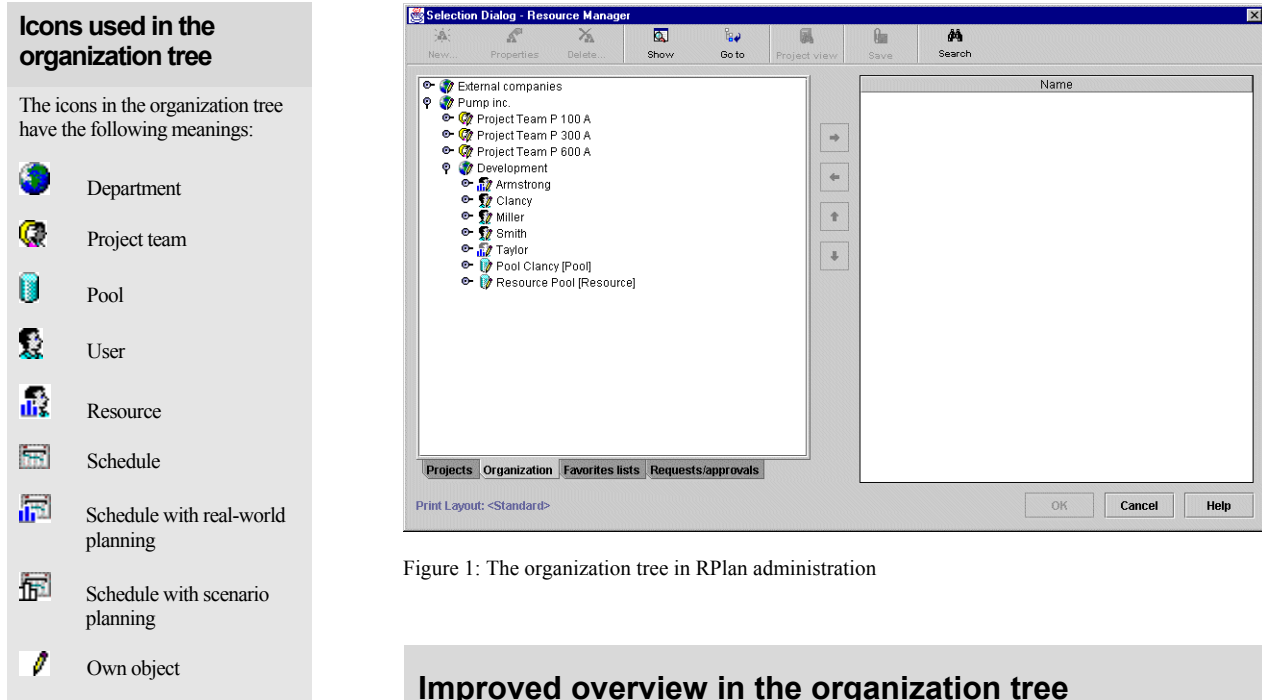 Icons used in the
organization tree
The icons in the organization tree
have the following meanings:
Department
Project team
Pool
User
Resource
Schedule
Schedule with real-world
planning
Schedule with scenario
planning
Own object
Selection Dialog - Resource Manager
New... Properties Delete... Show Go to Project view Save Search
External companies
Pump inc.
Project Team P 100 A
Project Team P 300 A
Project Team P 600 A
Development
Armstrong
Clancy
Miller
Smith
Taylor
Pool Clancy [Pool]
Resource Pool [Resource]
Name
Projects Organization Favorites lists Requests/approvals
Print Layout: <Standard>
OK Cancel Help
Figure 1: The organization tree in RPlan administration
Improved overview in the organization tree